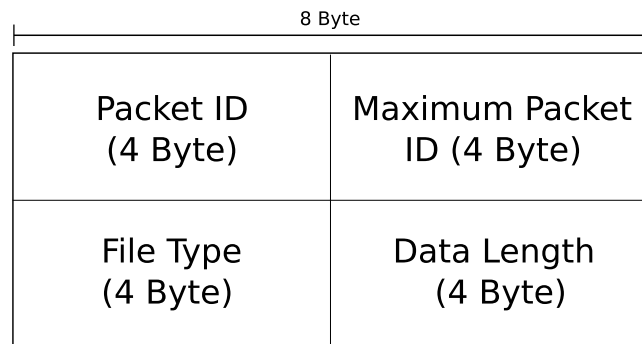 8 Byte
Packet ID
(4 Byte)
Maximum Packet
ID (4 Byte)
File Type
(4 Byte)
Data Length
(4 Byte)